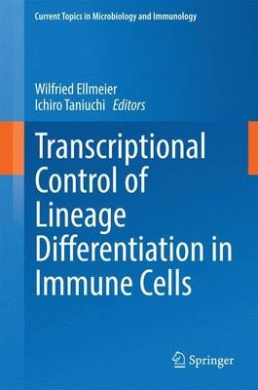 Current Topics in Microbiology and Immunology
Wilfried Ellmeier
Ichiro Taniuchi Editors
Transcriptional
Control of
Lineage
Differentiation in
Immune Cells
Springer